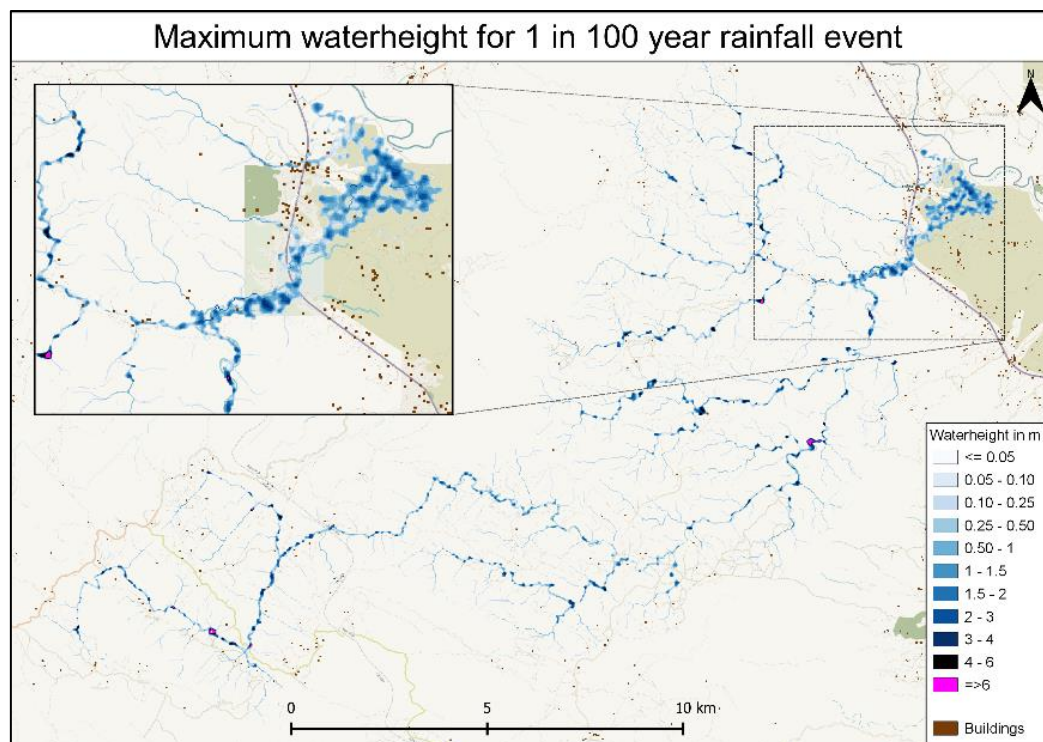 Maximum waterheight for 1 in 100 year rainfall event
N
Waterheight in m
<= 0.05
0.05 - 0.10
0.10 - 0.25
0.25 - 0.50
0.50 - 1
1 - 1.5
1.5 - 2
2 - 3
3 - 4
4 - 6
=>6
Buildings
0 5 10 km